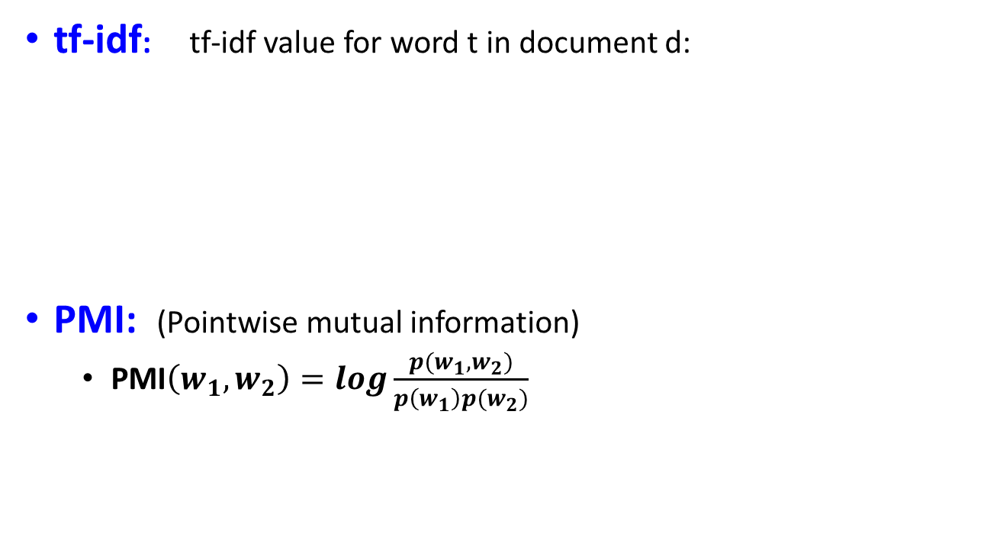 • tf-idf: tf-idf value for word t in document d:
• PMI: (Pointwise mutual information)
• PMI(w₁, w₂) = log p(w₁,w₂) / p(w₁)p(w₂)